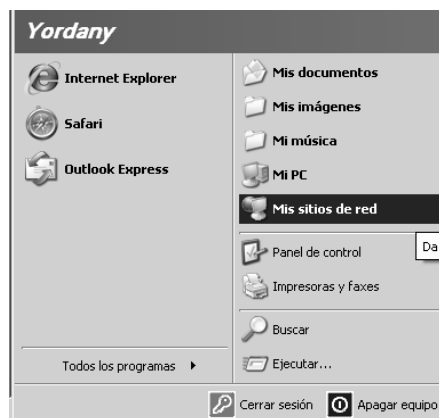 Yordany
Internet Explorer
Safari
Outlook Express
Todos los programas
Mis documentos
Mis imágenes
Mi música
Mi PC
Mis sitios de red
Da
Panel de control
Impresoras y faxes
Buscar
Ejecutar...
Cerrar sesión
Apagar equipo